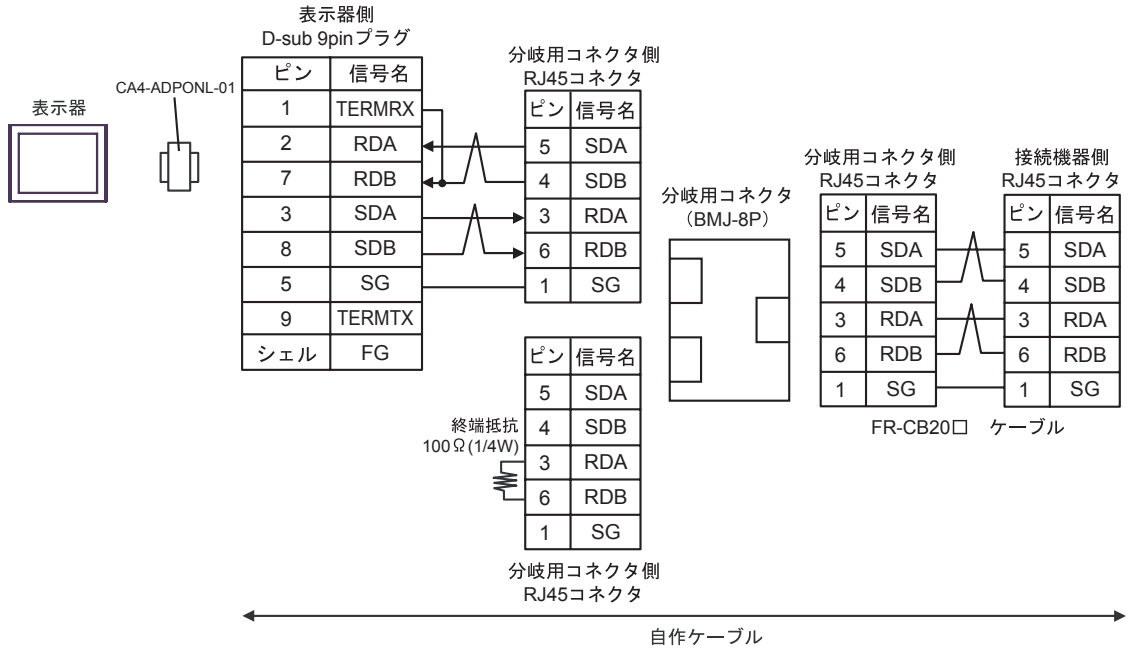 表示器側
D-sub 9pinプラグ
CA4-ADPONL-01
表示器
ピン 信号名
1 TERMRX
2 RDA
7 RDB
3 SDA
8 SDB
5 SG
9 TERMTX
シェル FG
分岐用コネクタ側
RJ45コネクタ
ピン 信号名
5 SDA
4 SDB
3 RDA
6 RDB
1 SG
分岐用コネクタ
（BMJ-8P）
分岐用コネクタ側
RJ45コネクタ
ピン 信号名
5 SDA
4 SDB
3 RDA
6 RDB
1 SG
接続機器側
RJ45コネクタ
ピン 信号名
5 SDA
4 SDB
3 RDA
6 RDB
1 SG
FR-CB20□ ケーブル
終端抵抗
100Ω(1/4W)
ピン 信号名
5 SDA
4 SDB
3 RDA
6 RDB
1 SG
分岐用コネクタ側
RJ45コネクタ
自作ケーブル